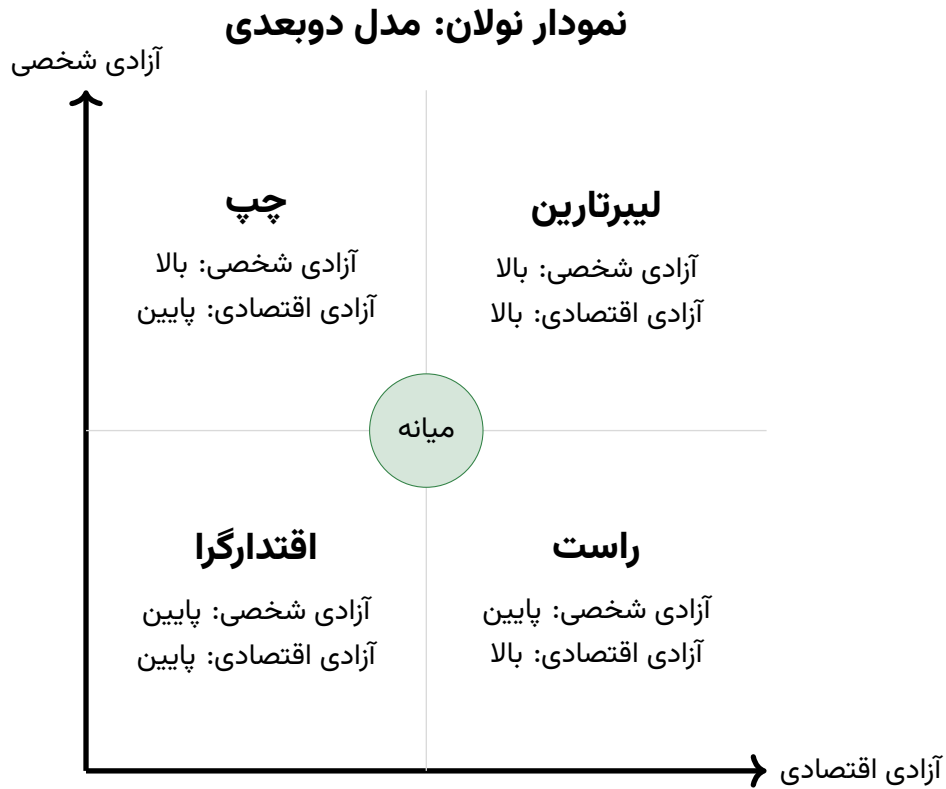 نمودار نولان: مدل دوبعدی
آزادی شخصی
لیبرتارین
آزادی شخصی: بالا
آزادی اقتصادی: بالا
چپ
آزادی شخصی: بالا
آزادی اقتصادی: پایین
میانه
راست
آزادی شخصی: پایین
آزادی اقتصادی: بالا
اقتدارگرا
آزادی شخصی: پایین
آزادی اقتصادی: پایین
آزادی اقتصادی